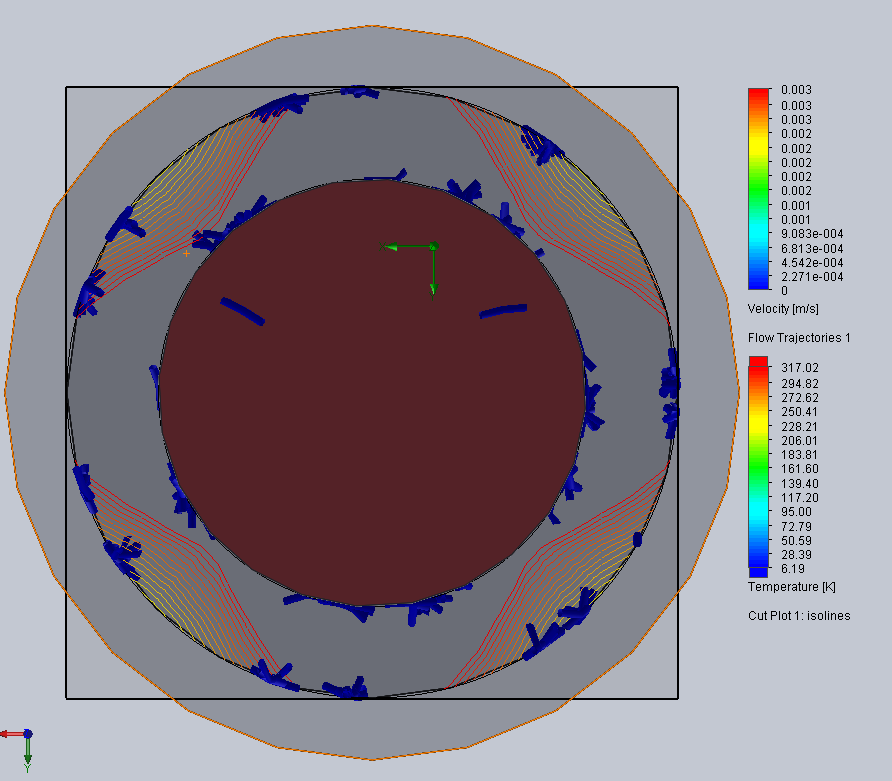 0.003
0.003
0.003
0.002
0.002
0.002
0.002
0.002
0.001
0.001
9.083e-004
6.813e-004
4.542e-004
2.271e-004
0
Velocity [m/s]
Flow Trajectories 1
317.02
294.82
272.62
250.41
228.21
206.01
183.81
161.60
139.40
117.20
95.00
72.79
50.59
28.39
6.19
Temperature [K]
Cut Plot 1: isolines
Y